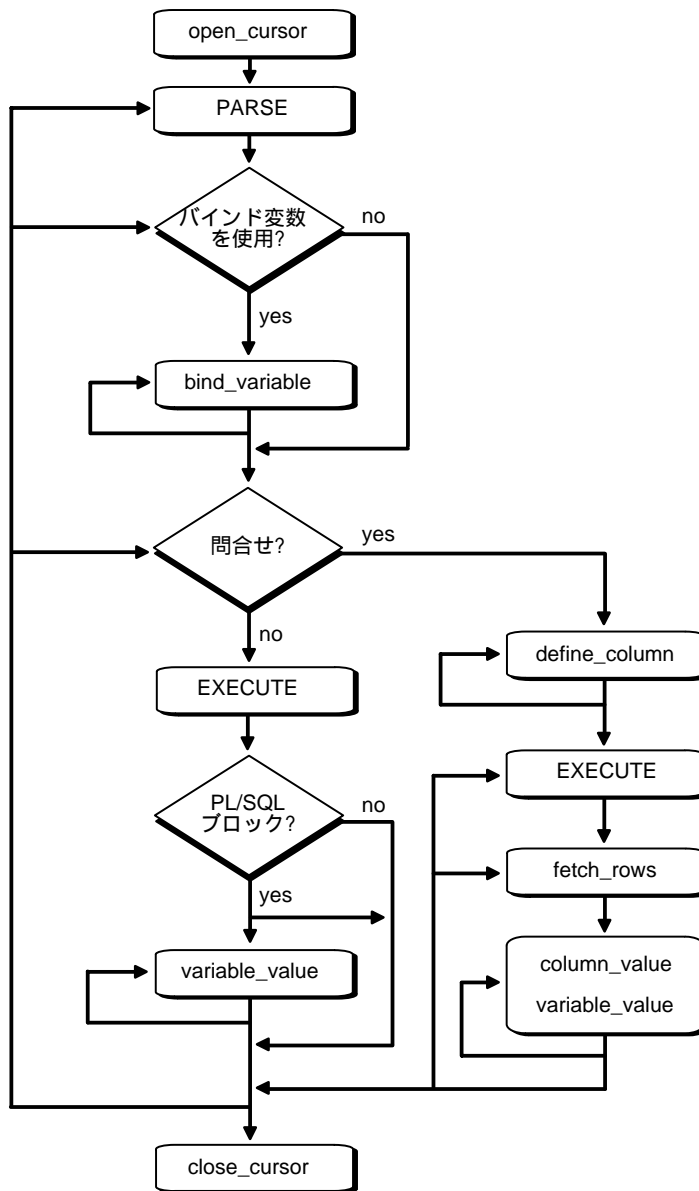 open_cursor
PARSE
バインド変数
を使用?
no
yes
bind_variable
問合せ?
yes
no
define_column
EXECUTE
EXECUTE
PL/SQL
ブロック?
no
fetch_rows
yes
variable_value
column_value
variable_value
close_cursor